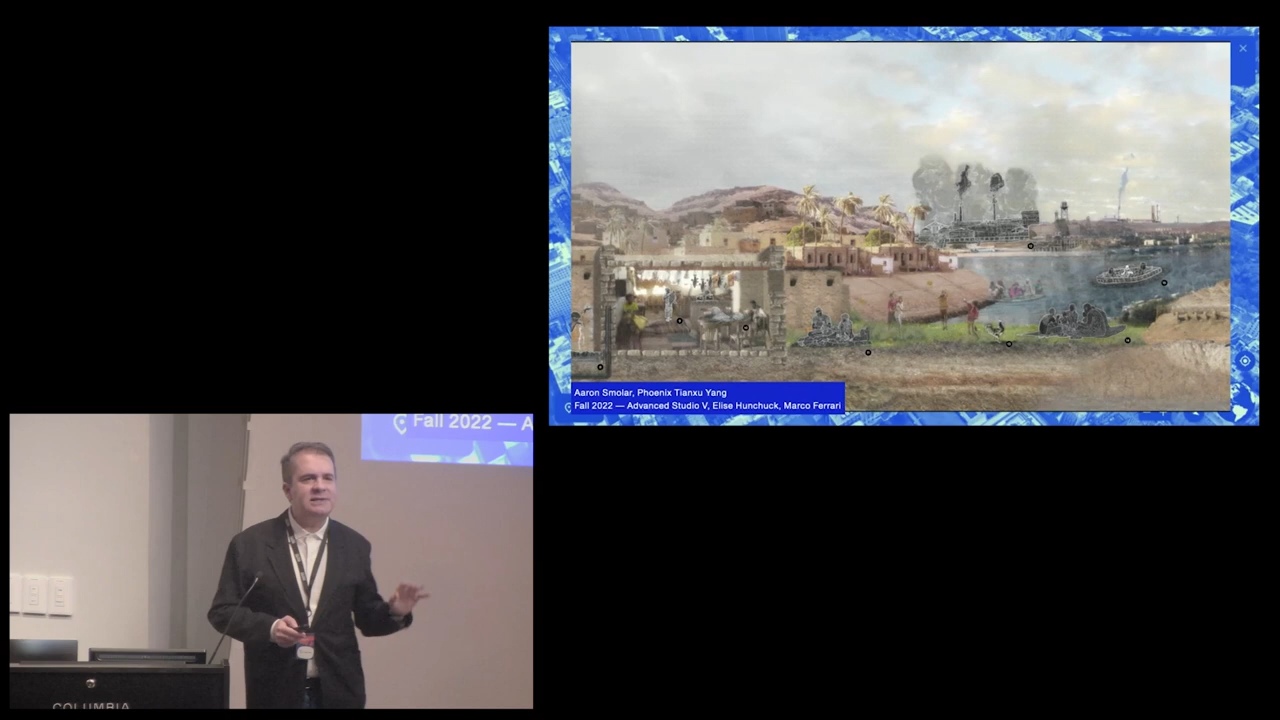 Aaron Smolar, Phoenix Tianxu Yang
Fall 2022 — Advanced Studio V, Elise Hunchuck, Marco Ferrari
Fall 2022 — A
COLUMBIA